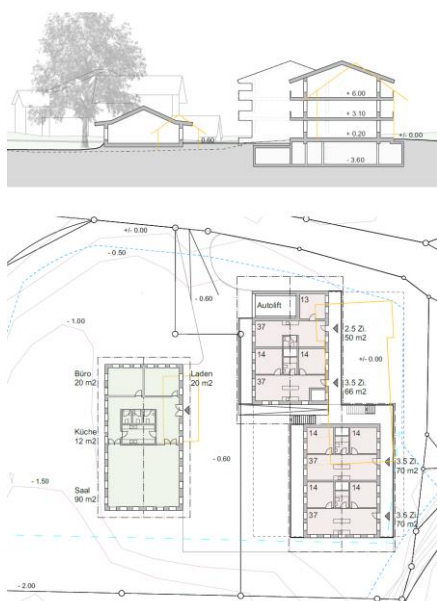 + 6.00
+ 3.10
0.60
+ 0.20
+/- 0.00
- 3.60
+/- 0.00
- 0.50
- 0.60
Autolift
13
- 1.00
37
2.5 Zi.
50 m2
+/- 0.00
14
14
Büro
20 m2
Laden
20 m2
37
3.5 Zi.
66 m2
Küche
12 m2
14
14
- 0.60
37
3.5 Zi.
70 m2
- 1.50
14
14
Saal
90 m2
37
3.5 Zi.
70 m2
- 2.00